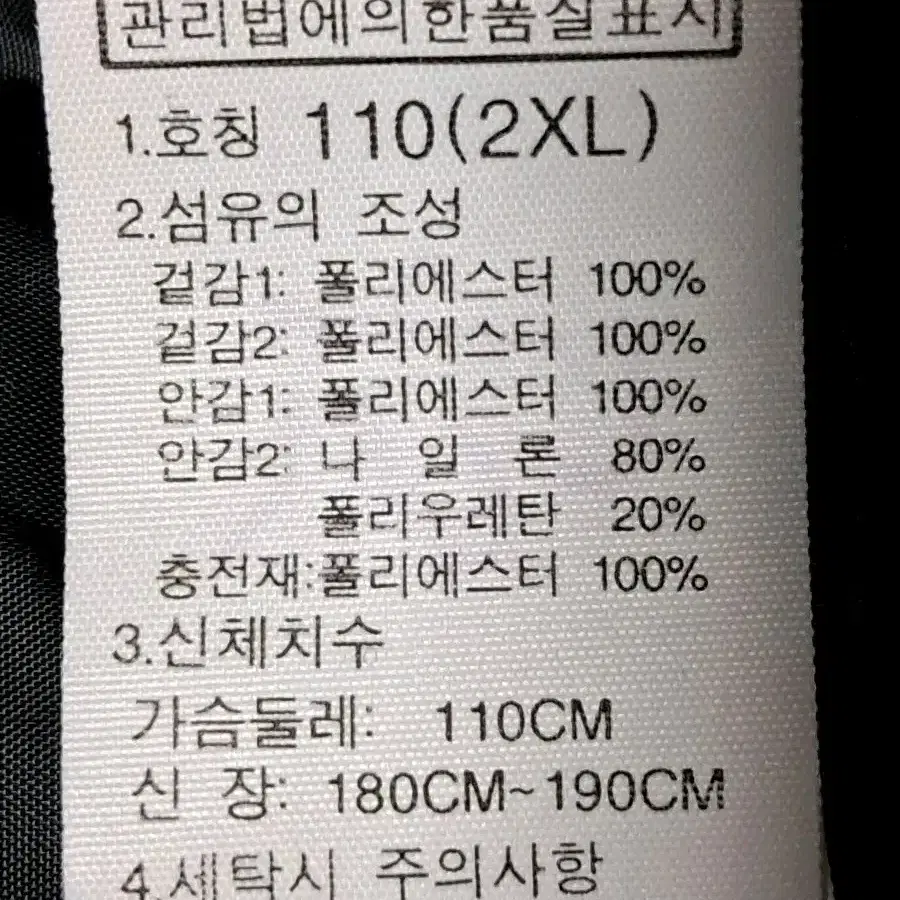 관리법에의한품질표시
1.호칭 110(2XL)
2.섬유의 조성
겉감1: 폴리에스터 100%
겉감2: 폴리에스터 100%
안감1: 폴리에스터 100%
안감2: 나 일 론 80%
폴리우레탄 20%
충전재:폴리에스터 100%
3.신체치수
가슴둘레: 110CM
신 장: 180CM~190CM
4.세탁시 주의사항